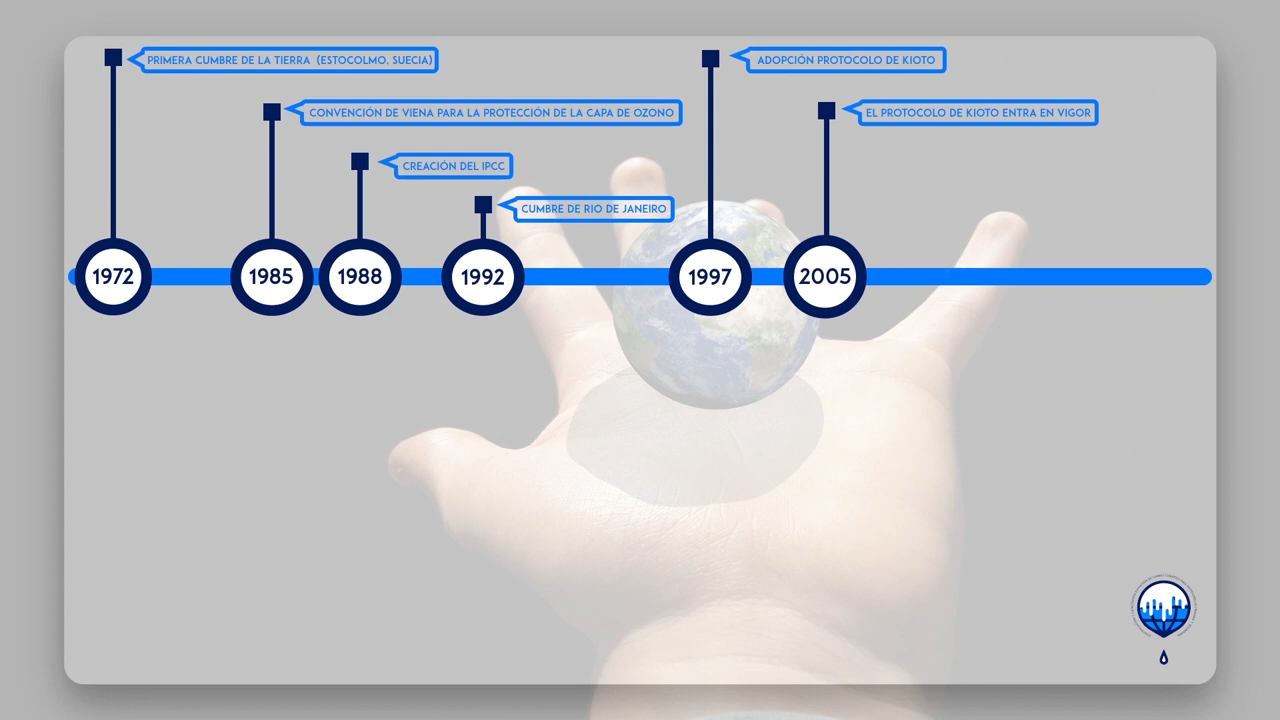 PRIMERA CUMBRE DE LA TIERRA (ESTOCOLMO, SUECIA)
ADOPCIÓN PROTOCOLO DE KIOTO
CONVENCIÓN DE VIENA PARA LA PROTECCIÓN DE LA CAPA DE OZONO
EL PROTOCOLO DE KIOTO ENTRA EN VIGOR
CREACIÓN DEL IPCC
CUMBRE DE RIO DE JANEIRO
1972
1985
1988
1992
1997
2005